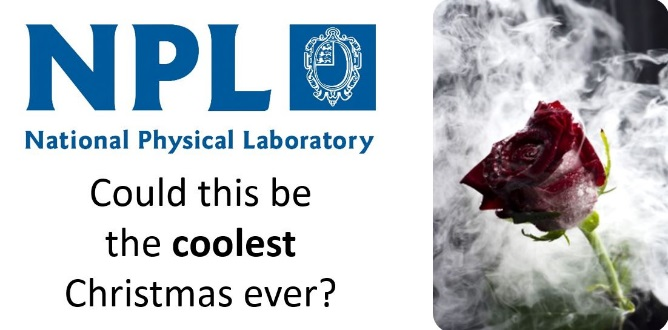 NPL
National Physical Laboratory
Could this be
the coolest
Christmas ever?